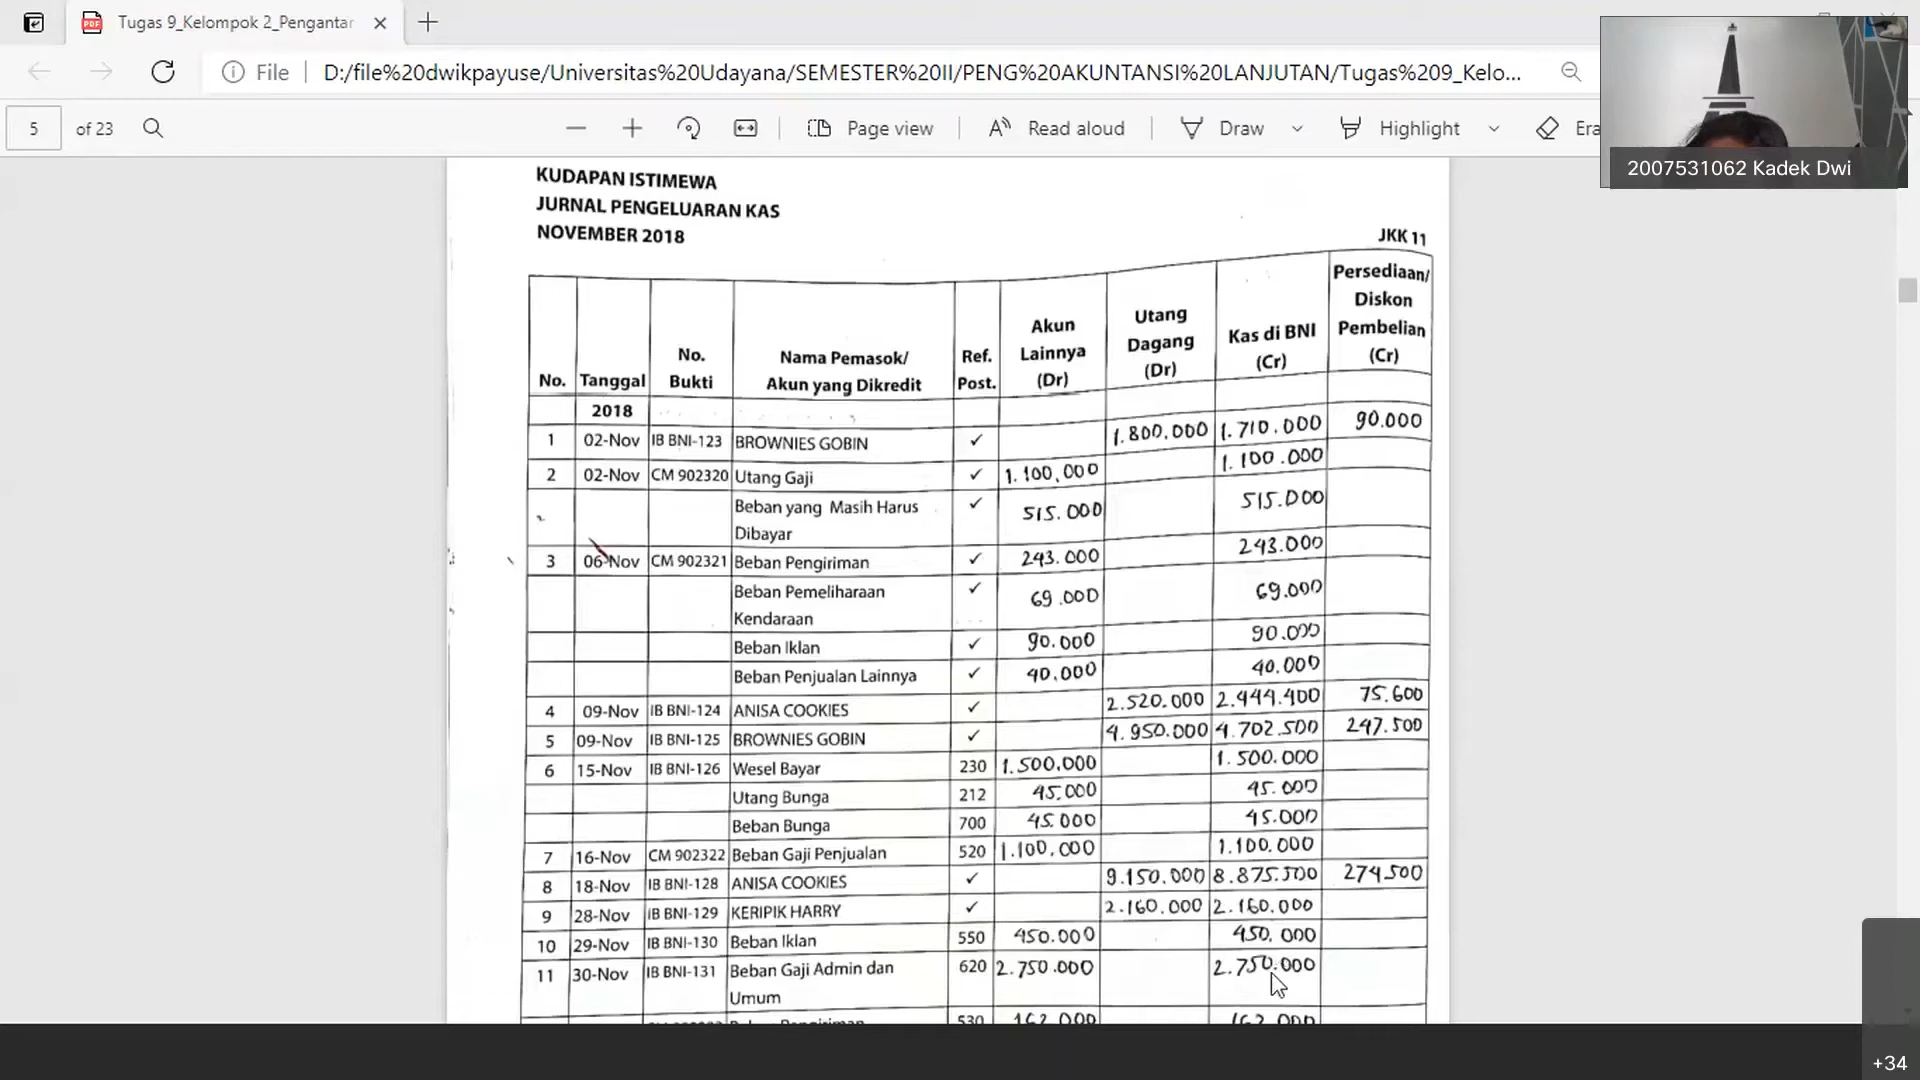 Tugas 9_Kelompok 2_Pengantar
File D:/file%20dwikpayuse/Universitas%20Udayana/SEMESTER%20II/PENG%20AKUNTANSI%20LANJUTAN/Tugas%209_Kelo...
5 of 23 Page view Read aloud Draw Highlight Era
2007531062 Kadek Dwi
KUDAPAN ISTIMEWA
JURNAL PENGELUARAN KAS
NOVEMBER 2018
JKK 11
No. Tanggal No. Bukti Nama Pemasok/ Akun yang Dikredit Ref. Post. Akun Lainnya (Dr) Utang Dagang (Dr) Kas di BNI (Cr) Persediaan/ Diskon Pembelian (Cr)
2018
1 02-Nov IB BNI-123 BROWNIES GOBIN ✓ 1.800.000 1.710.000 90.000
2 02-Nov CM 902320 Utang Gaji ✓ 1.100.000 1.100.000
Beban yang Masih Harus Dibayar ✓ 515.000 515.000
3 06-Nov CM 902321 Beban Pengiriman ✓ 243.000 243.000
Beban Pemeliharaan Kendaraan ✓ 69.000 69.000
Beban Iklan ✓ 90.000 90.000
Beban Penjualan Lainnya ✓ 40.000 40.000
4 09-Nov IB BNI-124 ANISA COOKIES ✓ 2.520.000 2.444.400 75.600
5 09-Nov IB BNI-125 BROWNIES GOBIN ✓ 4.950.000 4.702.500 247.500
6 15-Nov IB BNI-126 Wesel Bayar 230 1.500.000 1.500.000
Utang Bunga 212 45.000 45.000
Beban Bunga 700 45.000 45.000
7 16-Nov CM 902322 Beban Gaji Penjualan 520 1.100.000 1.100.000
8 18-Nov IB BNI-128 ANISA COOKIES ✓ 9.150.000 8.875.500 274.500
9 28-Nov IB BNI-129 KERIPIK HARRY ✓ 2.160.000 2.160.000
10 29-Nov IB BNI-130 Beban Iklan 550 450.000 450.000
11 30-Nov IB BNI-131 Beban Gaji Admin dan Umum 620 2.750.000 2.750.000
530 162.000 162.000
+34